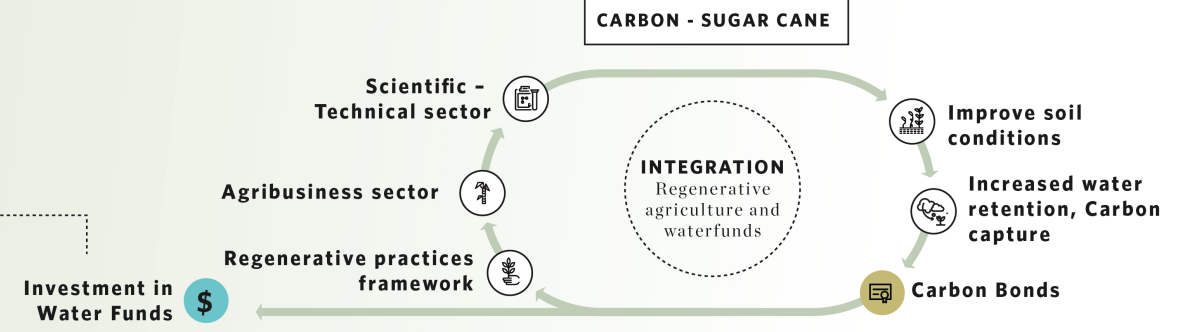 CARBON - SUGAR CANE
Scientific –
Technical sector
Improve soil
conditions
INTEGRATION
Regenerative
agriculture and
waterfunds
Agribusiness sector
Increased water
retention, Carbon
capture
Regenerative practices
framework
Investment in
Water Funds
$
Carbon Bonds